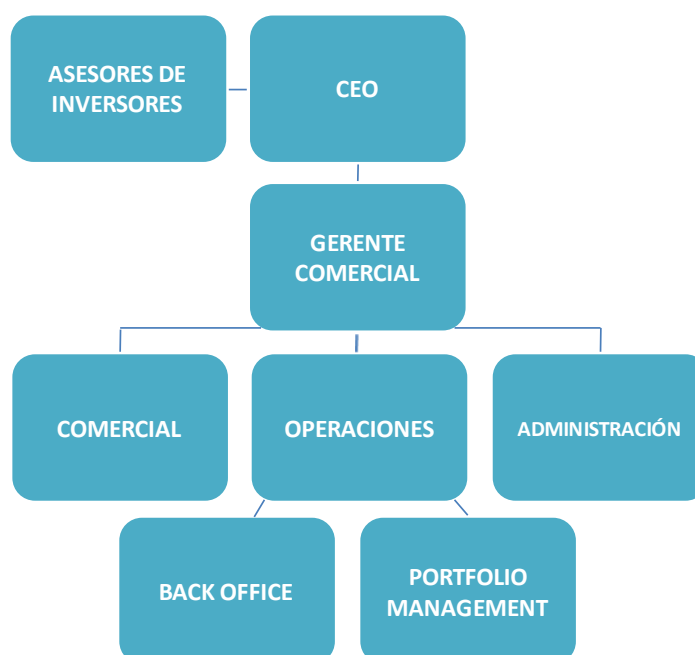 ASESORES DE
INVERSORES
CEO
GERENTE
COMERCIAL
COMERCIAL
OPERACIONES
ADMINISTRACIÓN
BACK OFFICE
PORTFOLIO
MANAGEMENT